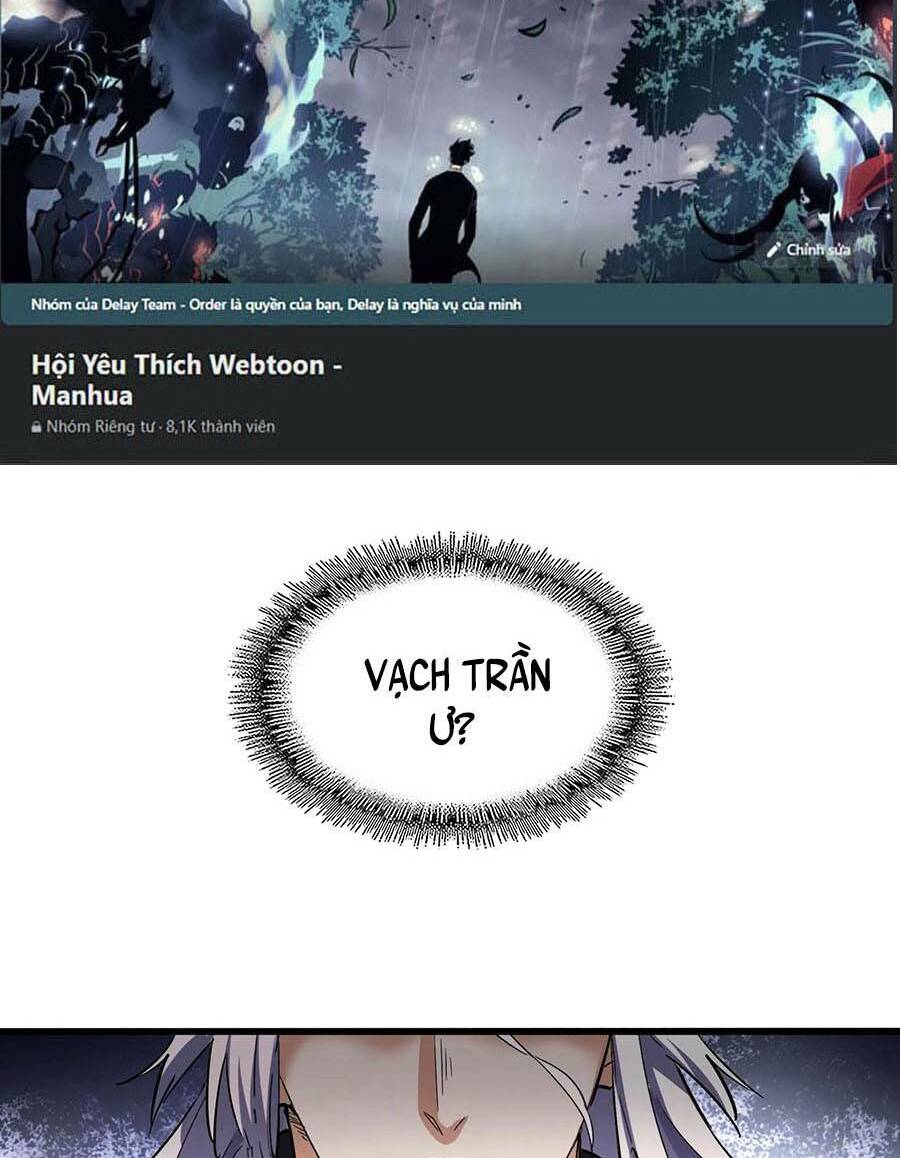 Chỉnh sửa
Nhóm của Delay Team - Order là quyền của bạn, Delay là nghĩa vụ của mình
Hội Yêu Thích Webtoon -
Manhua
Nhóm Riêng tư · 8,1K thành viên
VẠCH TRẦN
Ư?